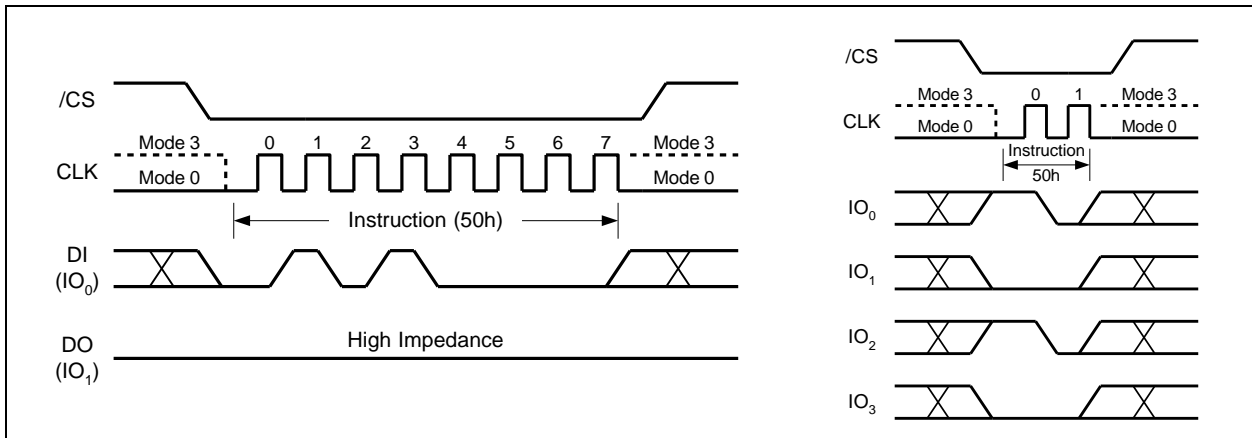 /CS
Mode 3 0 1 2 3 4 5 6 7 Mode 3
CLK
Mode 0 Mode 0
Instruction (50h)
DI
(IO0)
High Impedance
DO
(IO1)
/CS
Mode 3 0 1 Mode 3
CLK
Mode 0 Mode 0
Instruction
50h
IO0
IO1
IO2
IO3